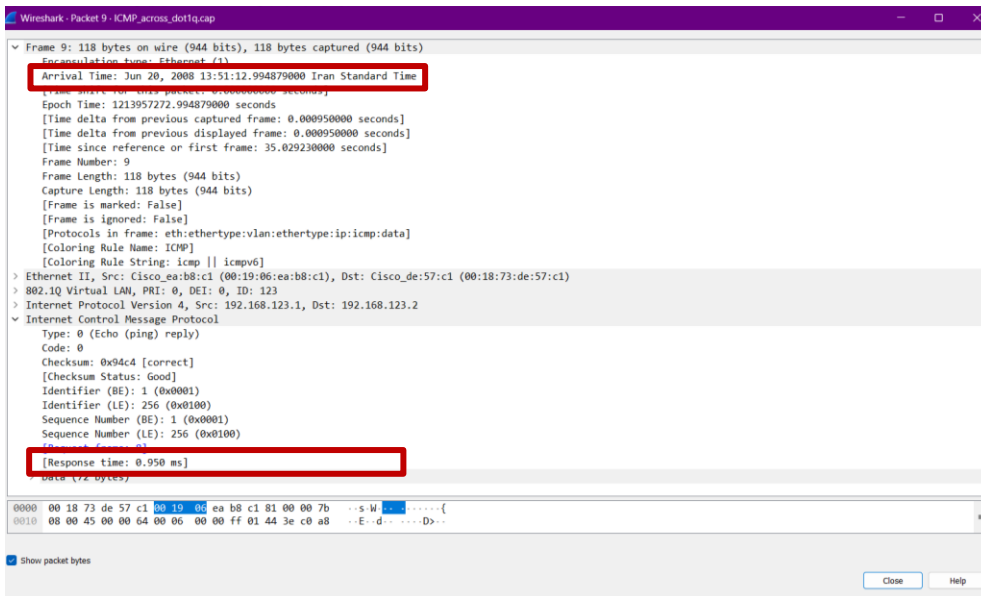 Wireshark · Packet 9 · ICMP_across_dot1q.cap
Frame 9: 118 bytes on wire (944 bits), 118 bytes captured (944 bits)
Encapsulation type: Ethernet (1)
Arrival Time: Jun 20, 2008 13:51:12.994879000 Iran Standard Time
[Time shift for this packet: 0.000000000 seconds]
Epoch Time: 1213957272.994879000 seconds
[Time delta from previous captured frame: 0.000950000 seconds]
[Time delta from previous displayed frame: 0.000950000 seconds]
[Time since reference or first frame: 35.029230000 seconds]
Frame Number: 9
Frame Length: 118 bytes (944 bits)
Capture Length: 118 bytes (944 bits)
[Frame is marked: False]
[Frame is ignored: False]
[Protocols in frame: eth:ethertype:vlan:ethertype:ip:icmp:data]
[Coloring Rule Name: ICMP]
[Coloring Rule String: icmp || icmpv6]
Ethernet II, Src: Cisco_ea:b8:c1 (00:19:06:ea:b8:c1), Dst: Cisco_de:57:c1 (00:18:73:de:57:c1)
802.1Q Virtual LAN, PRI: 0, DEI: 0, ID: 123
Internet Protocol Version 4, Src: 192.168.123.1, Dst: 192.168.123.2
Internet Control Message Protocol
Type: 0 (Echo (ping) reply)
Code: 0
Checksum: 0x94c4 [correct]
[Checksum Status: Good]
Identifier (BE): 1 (0x0001)
Identifier (LE): 256 (0x0100)
Sequence Number (BE): 1 (0x0001)
Sequence Number (LE): 256 (0x0100)
[Request frame: 8]
[Response time: 0.950 ms]
Data (72 bytes)
0000 00 18 73 de 57 c1 00 19 06 ea b8 c1 81 00 00 7b ··s·W··· ·······{
0010 08 00 45 00 00 64 00 06 00 00 ff 01 44 3e c0 a8 ··E··d·· ····D>··
Show packet bytes
Close Help